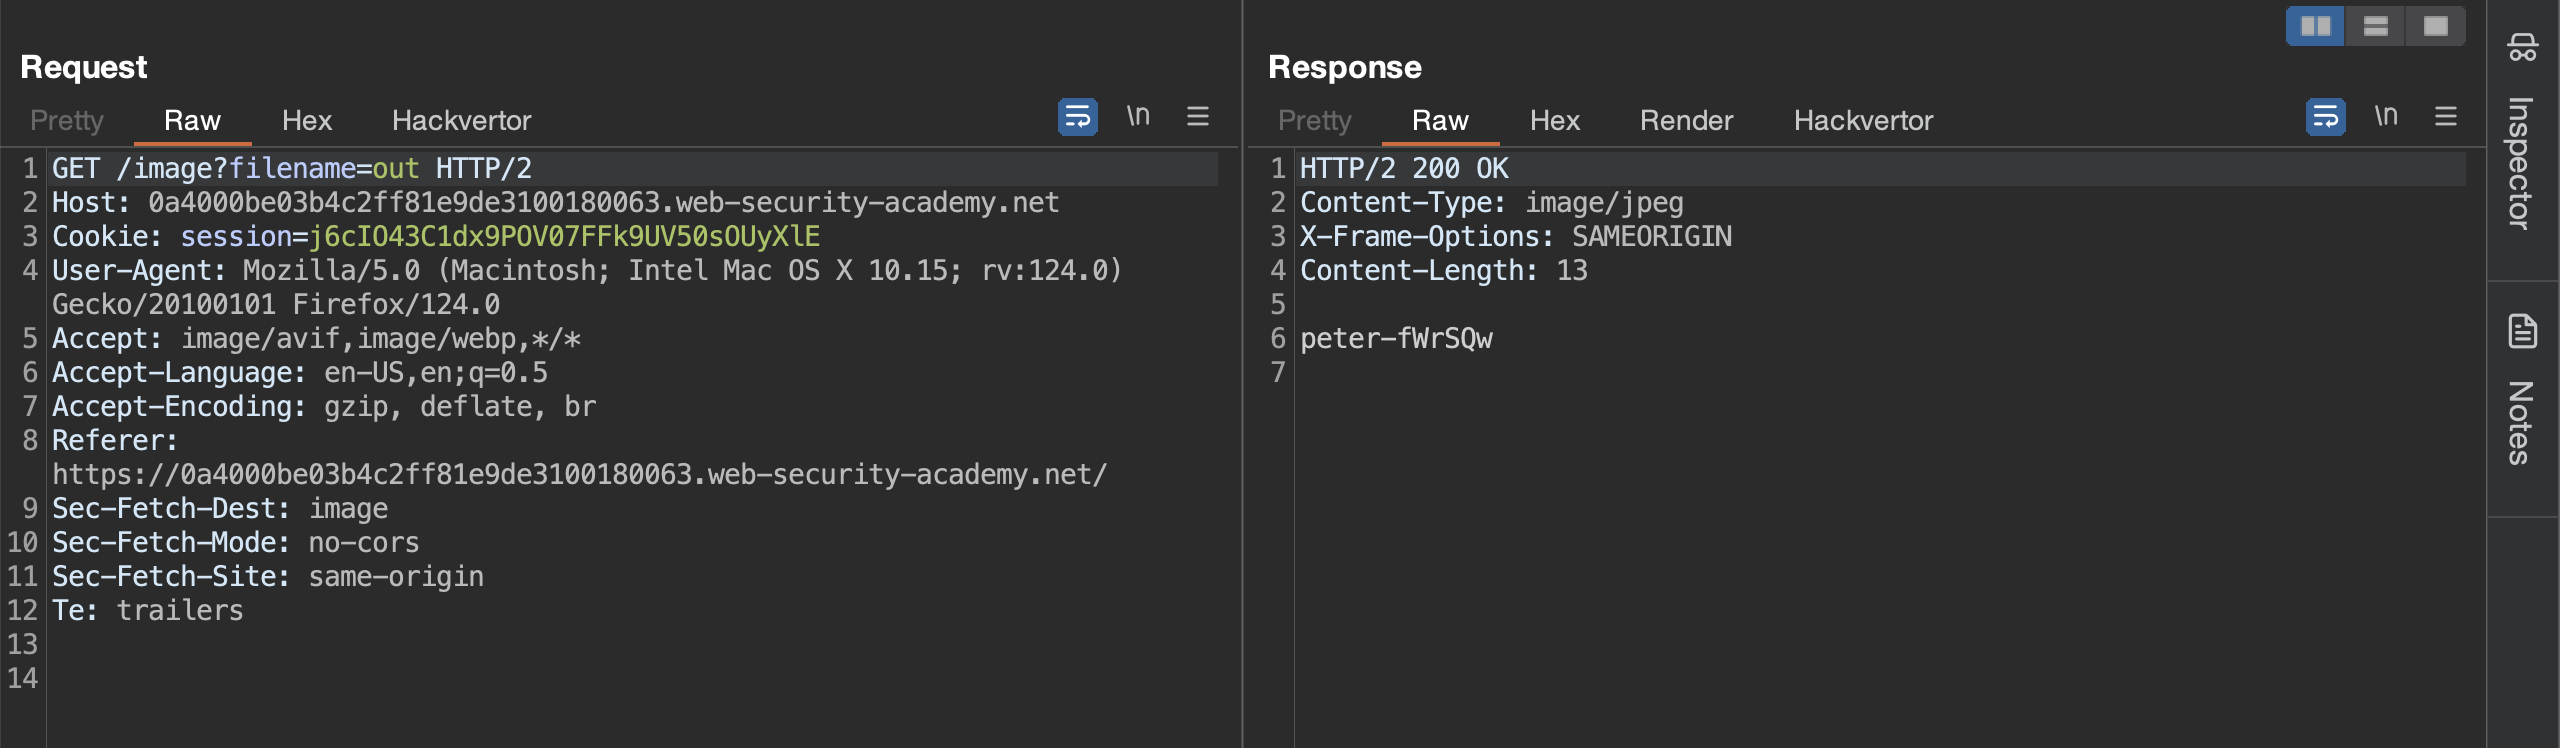 Request
Pretty Raw Hex Hackvertor \n
1 GET /image?filename=out HTTP/2
2 Host: 0a4000be03b4c2ff81e9de3100180063.web-security-academy.net
3 Cookie: session=j6cIO43C1dx9POV07FFk9UV50sOUyXlE
4 User-Agent: Mozilla/5.0 (Macintosh; Intel Mac OS X 10.15; rv:124.0)
Gecko/20100101 Firefox/124.0
5 Accept: image/avif,image/webp,*/*
6 Accept-Language: en-US,en;q=0.5
7 Accept-Encoding: gzip, deflate, br
8 Referer:
https://0a4000be03b4c2ff81e9de3100180063.web-security-academy.net/
9 Sec-Fetch-Dest: image
10 Sec-Fetch-Mode: no-cors
11 Sec-Fetch-Site: same-origin
12 Te: trailers
13
14
Response
Pretty Raw Hex Render Hackvertor \n
1 HTTP/2 200 OK
2 Content-Type: image/jpeg
3 X-Frame-Options: SAMEORIGIN
4 Content-Length: 13
5
6 peter-fWrSQw
7
Inspector
Notes